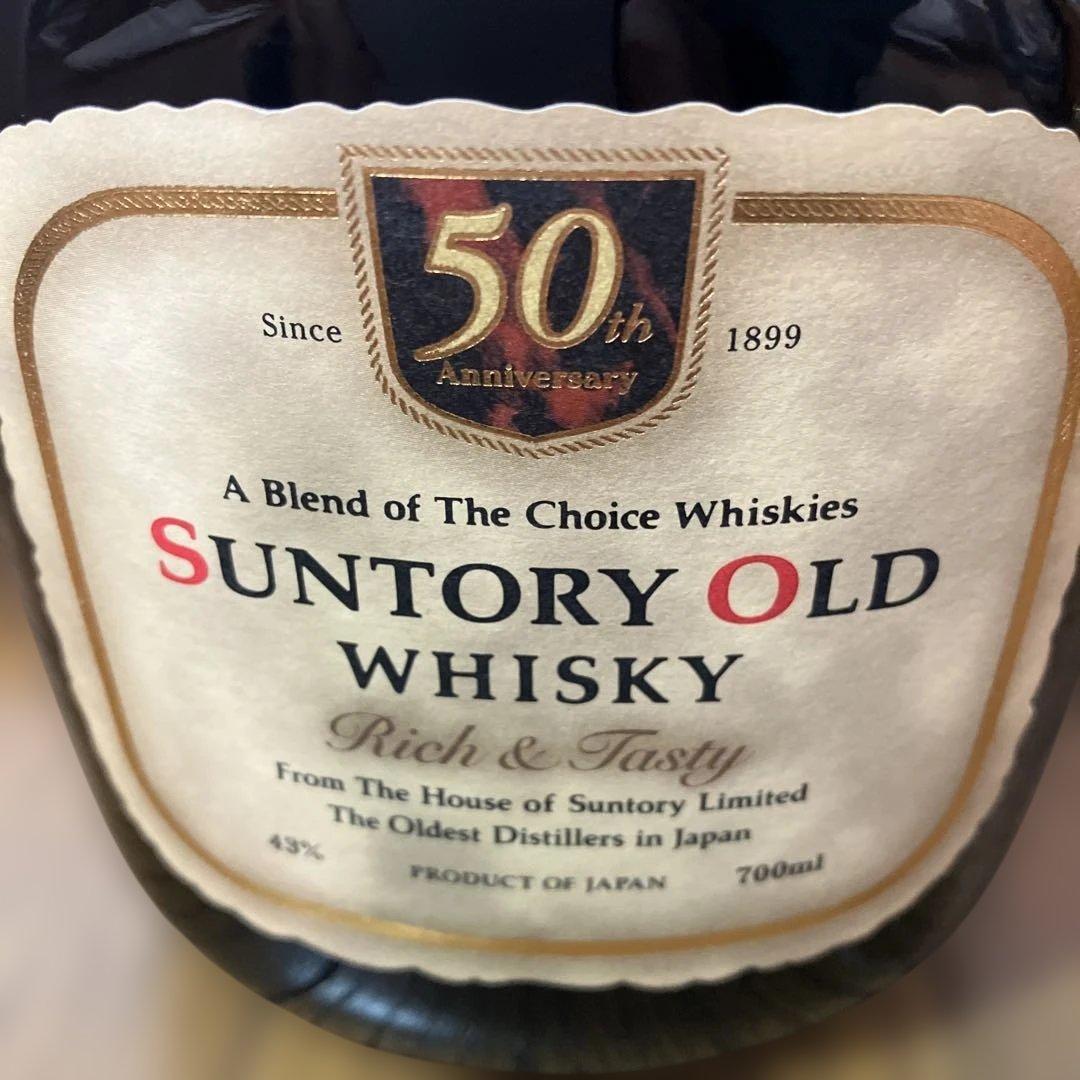 50th
Anniversary
Since 1899
A Blend of The Choice Whiskies
SUNTORY OLD
WHISKY
Rich & Tasty
From The House of Suntory Limited
The Oldest Distillers in Japan
43% PRODUCT OF JAPAN 700ml